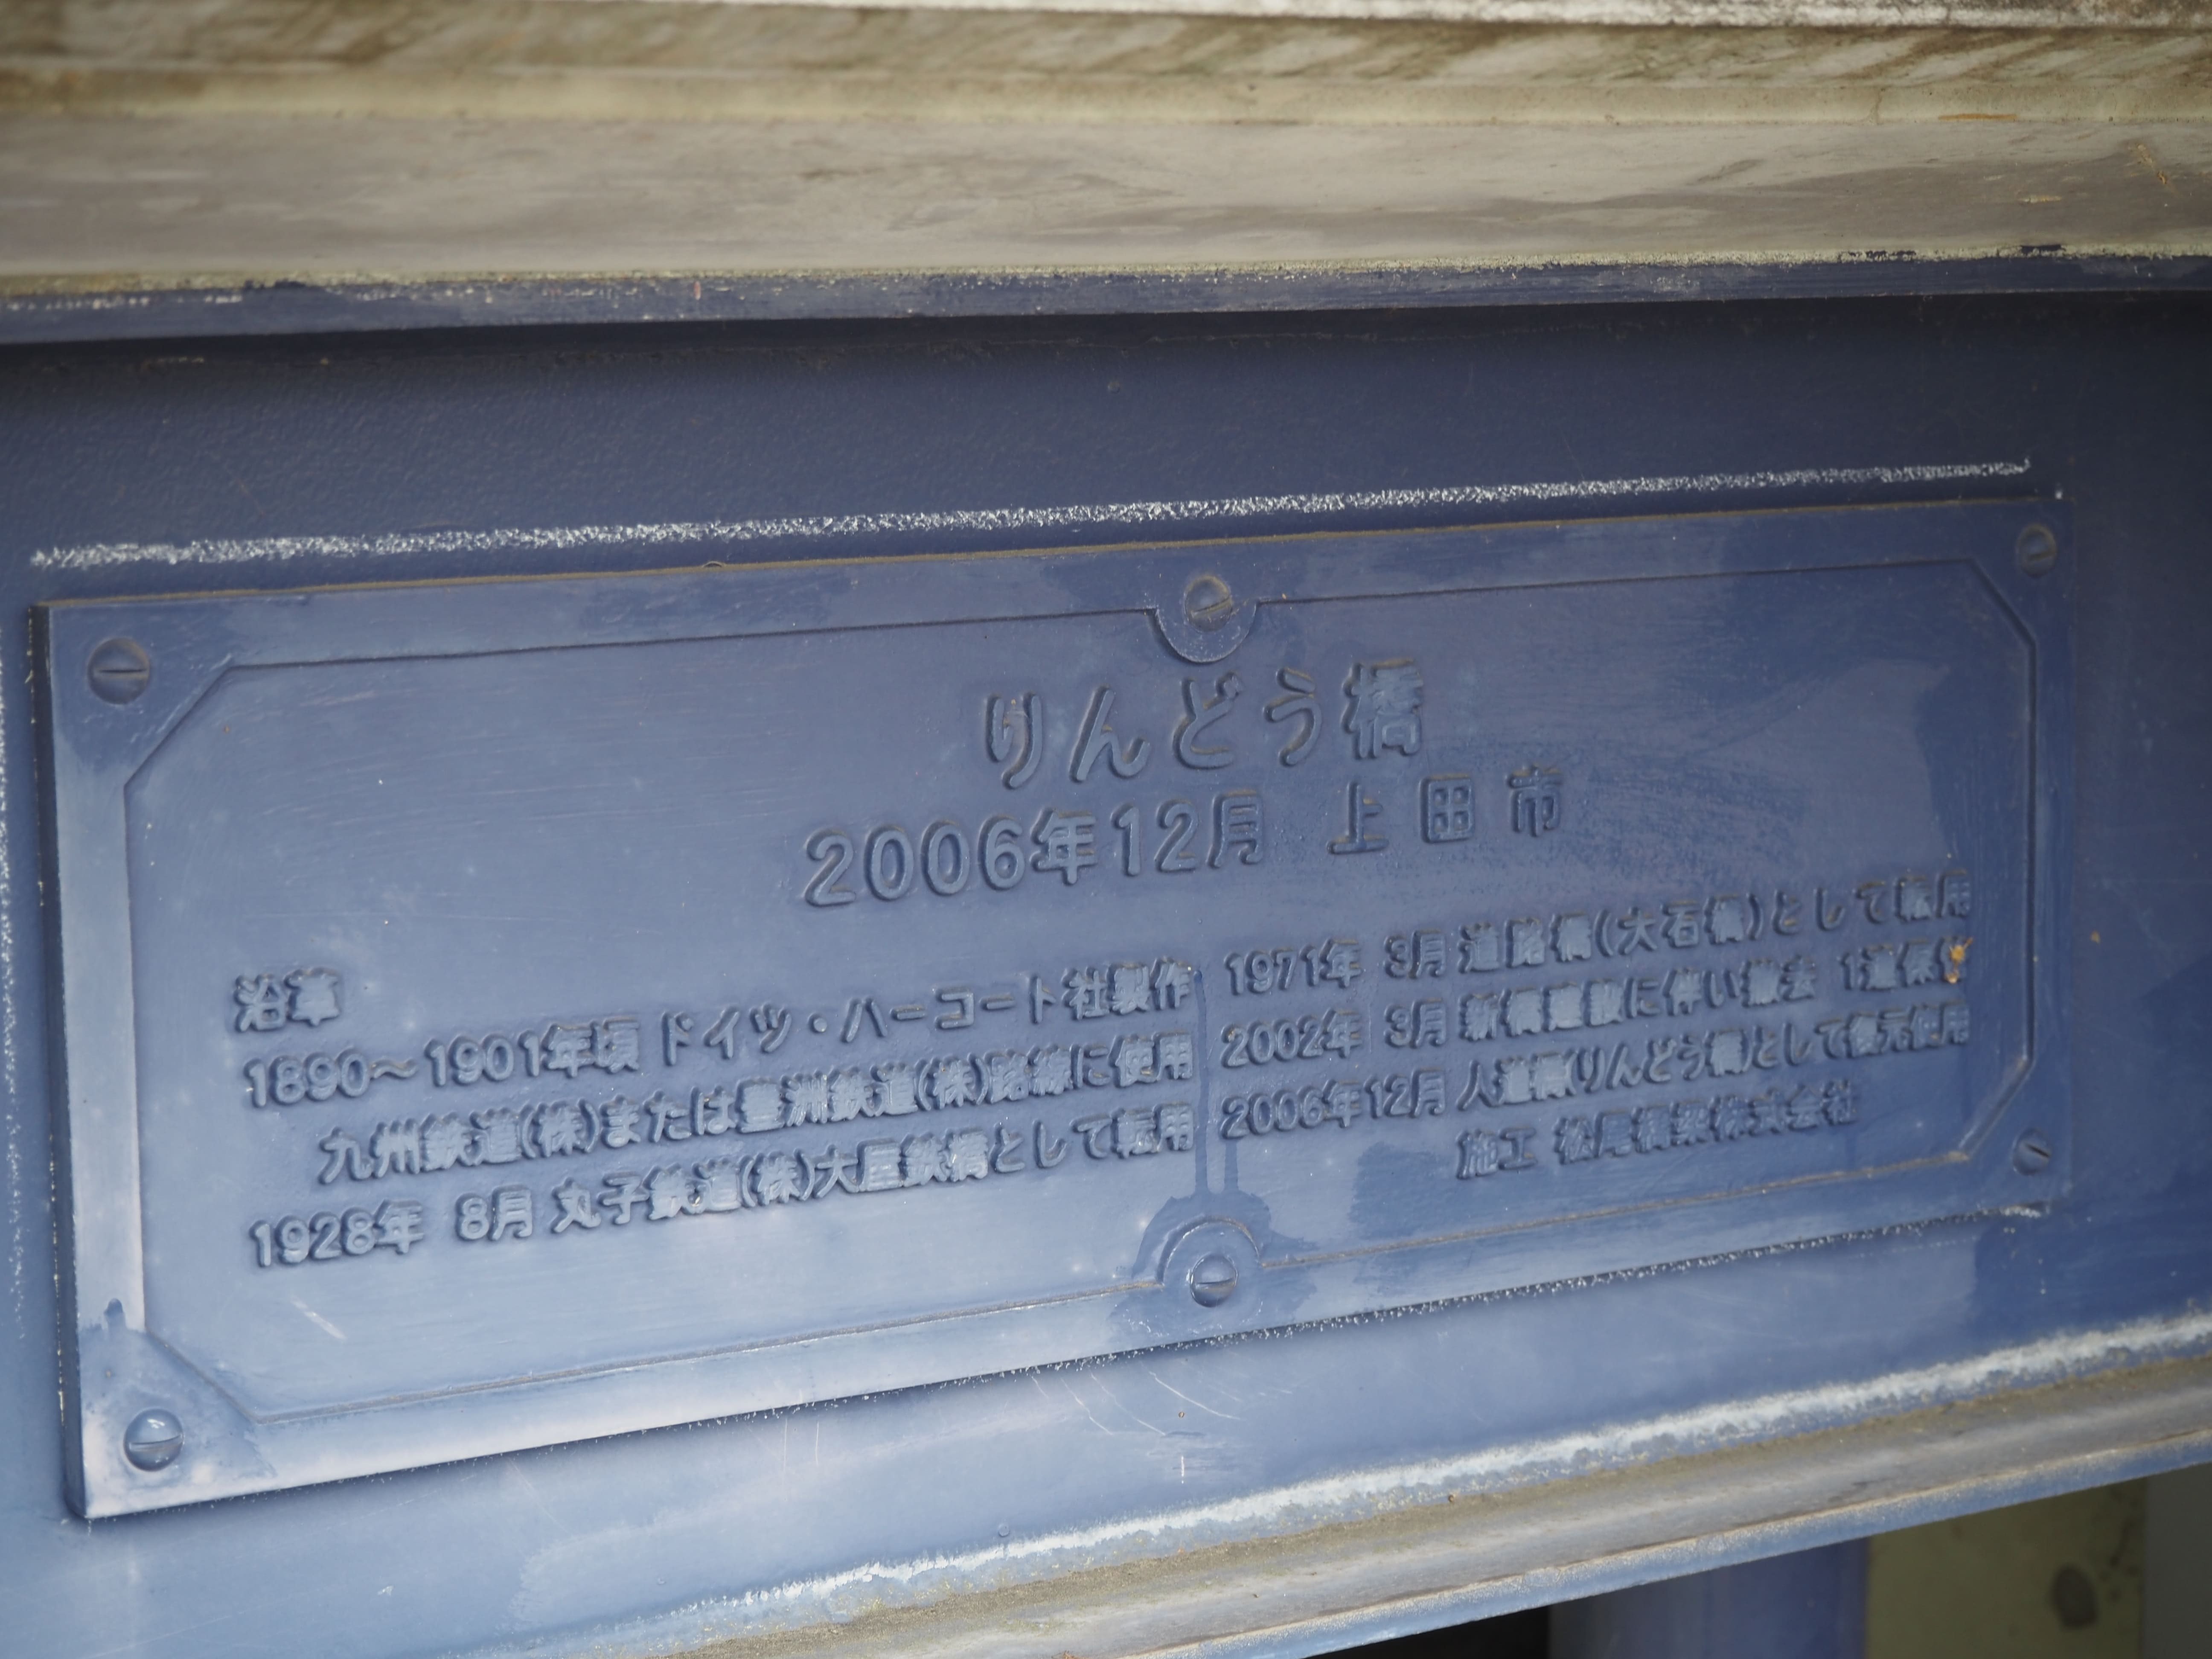 りんどう橋
2006年12月 上田市
沿革
1890～1901年頃 ドイツ・ハーコート社製作
九州鉄道(株)または豊洲鉄道(株)路線に使用
1928年 8月 丸子鉄道(株)大屋鉄橋として転用
1971年 3月 道路橋(大石橋)として転用
2002年 3月 新橋建設に伴い撤去 1連保管
2006年12月 人道橋(りんどう橋)として復元使用
施工 松尾橋梁株式会社